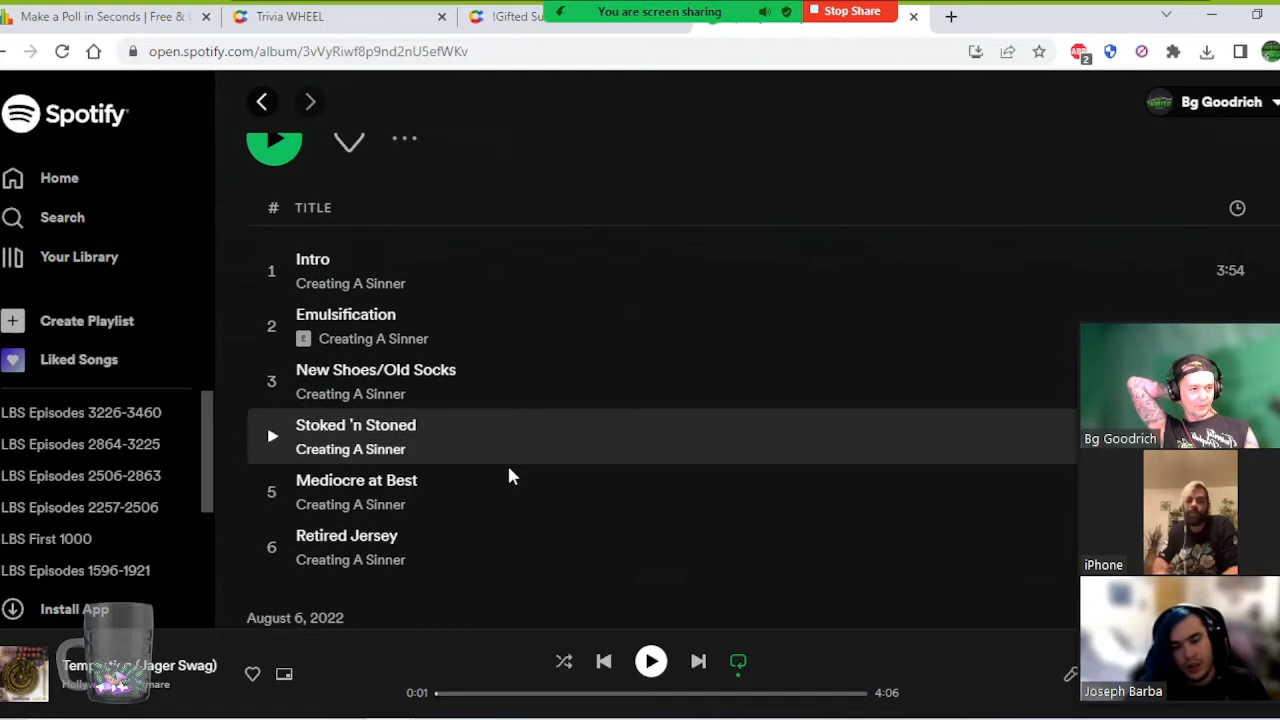 Make a Poll in Seconds | Free &
Trivia WHEEL
!Gifted Su
You are screen sharing
Stop Share
open.spotify.com/album/3vVyRiwf8p9nd2nU5efWKv
2
Spotify
Bg Goodrich
Home
Search
Your Library
Create Playlist
Liked Songs
LBS Episodes 3226-3460
LBS Episodes 2864-3225
LBS Episodes 2506-2863
LBS Episodes 2257-2506
LBS First 1000
LBS Episodes 1596-1921
Install App
# TITLE
1 Intro 3:54
Creating A Sinner
2 Emulsification
E Creating A Sinner
3 New Shoes/Old Socks
Creating A Sinner
Stoked 'n Stoned
Creating A Sinner
5 Mediocre at Best
Creating A Sinner
6 Retired Jersey
Creating A Sinner
August 6, 2022
Bg Goodrich
iPhone
Joseph Barba
(Jager Swag)
0:01
4:06